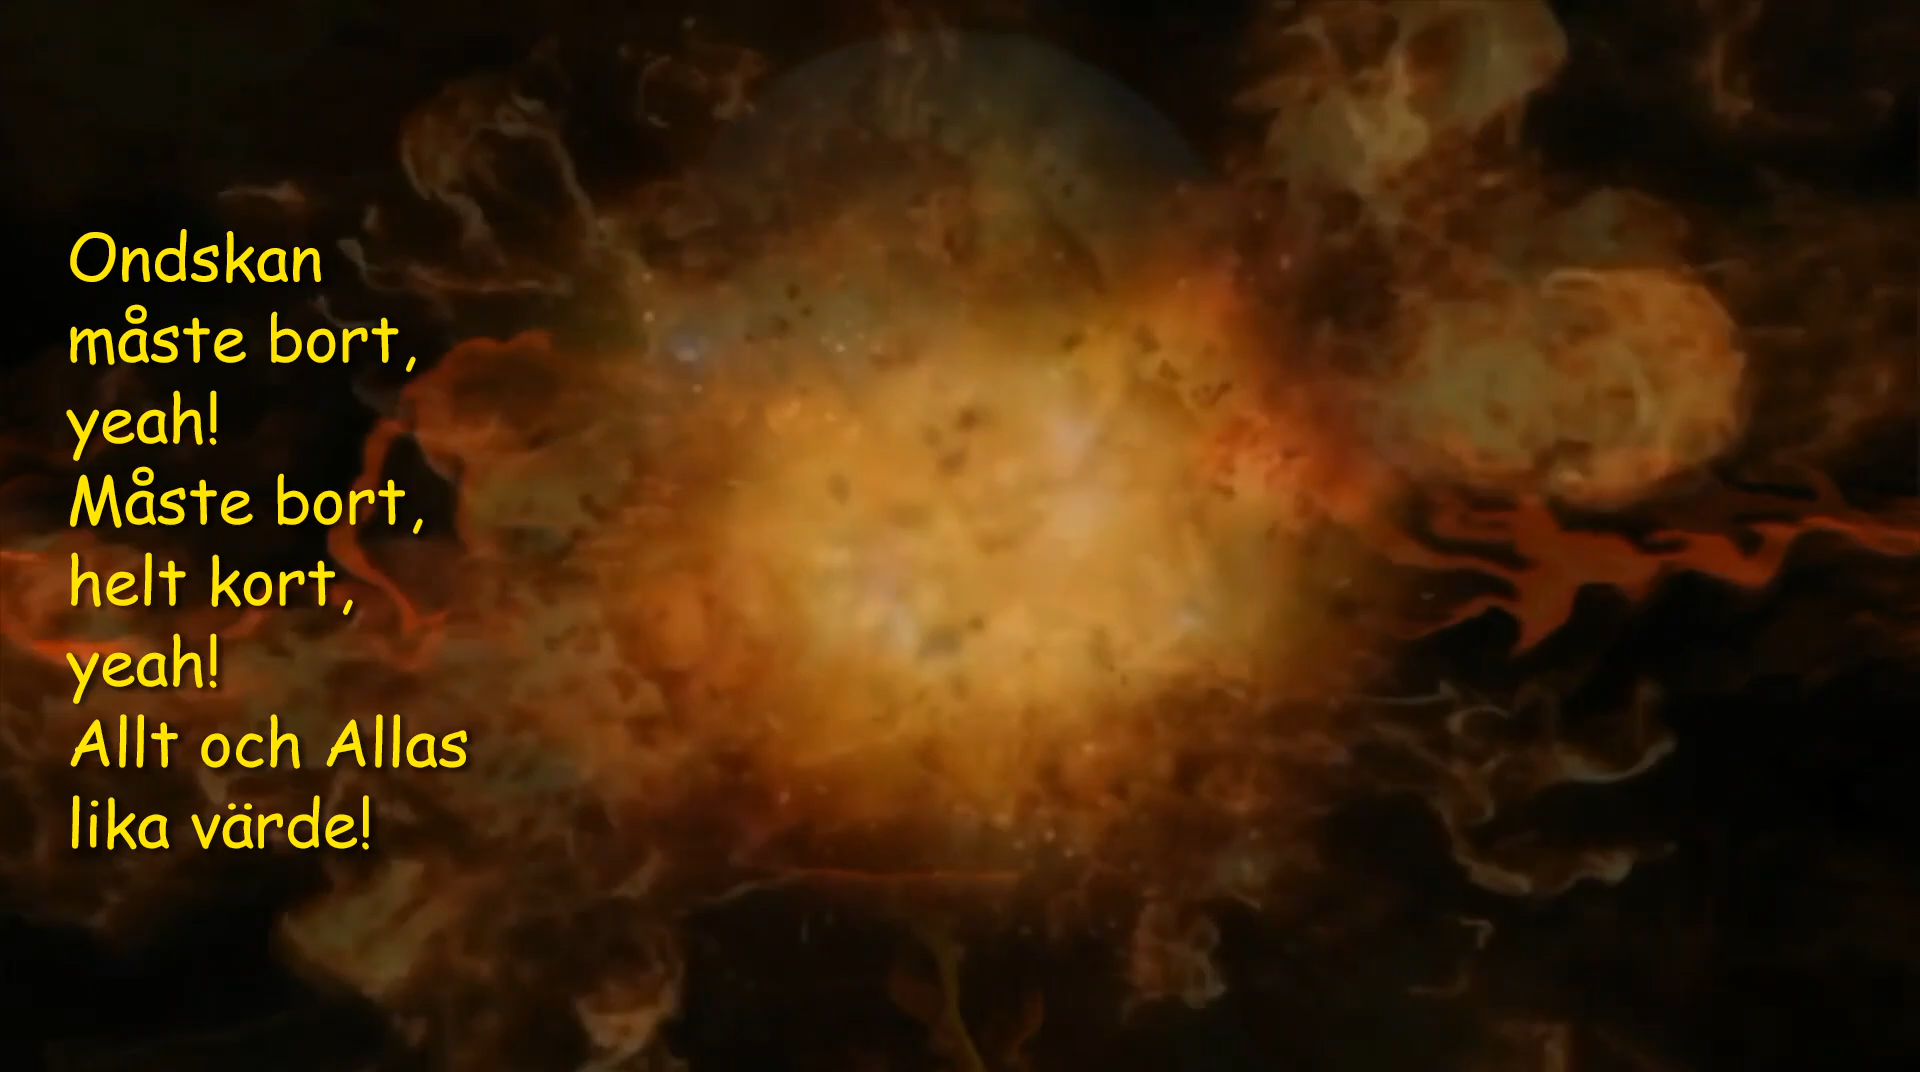 Ondskan
måste bort,
yeah!
Måste bort,
helt kort,
yeah!
Allt och Allas
lika värde!